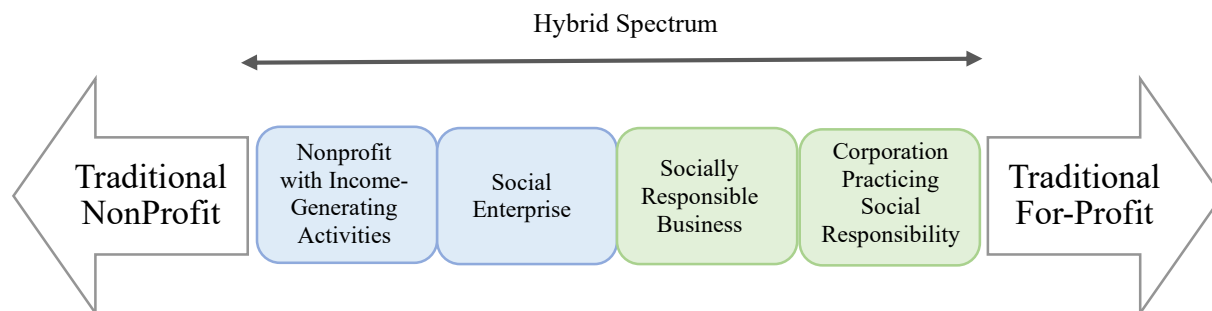 Hybrid Spectrum
Traditional
NonProfit
Nonprofit
with Income-
Generating
Activities
Social
Enterprise
Socially
Responsible
Business
Corporation
Practicing
Social
Responsibility
Traditional
For-Profit